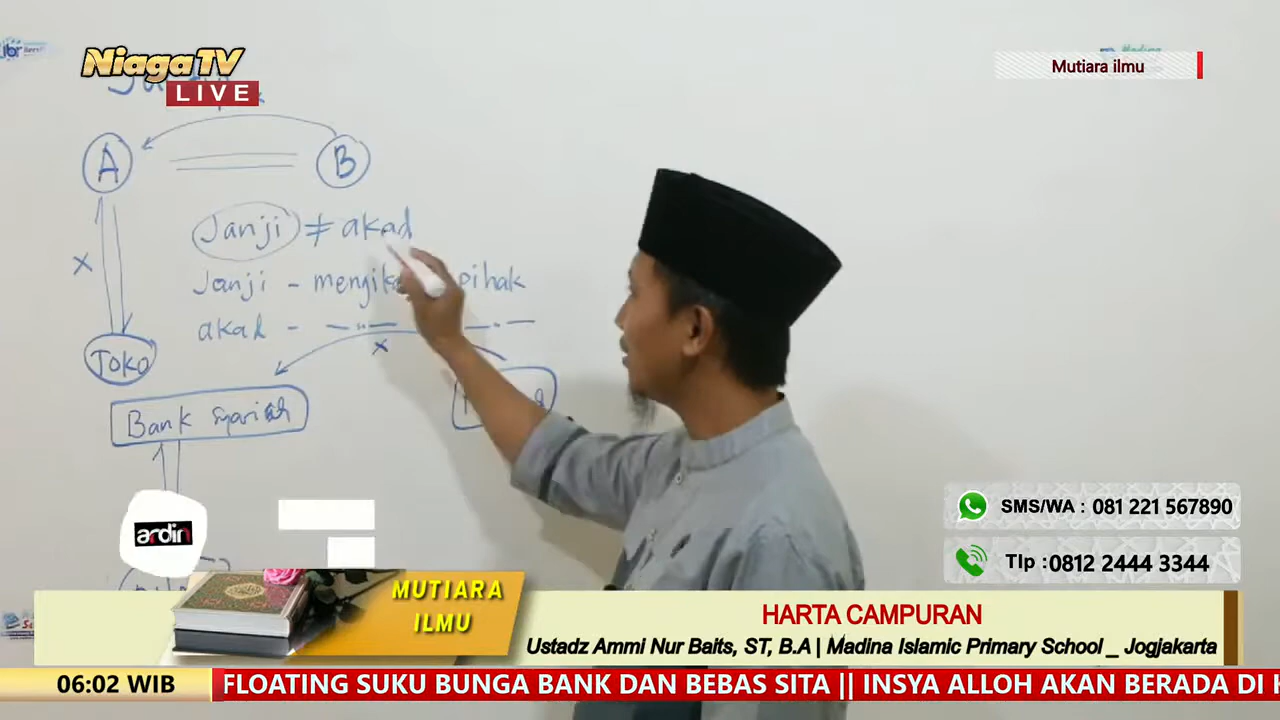 NiagaTV
LIVE
Mutiara ilmu
A
B
Janji ≠ akad
Janji - pihak
x
akad -
x
Toko
Bank syariah
ardin
SMS/WA : 081 221 567890
Tlp :0812 2444 3344
MUTIARA
ILMU
HARTA CAMPURAN
Ustadz Ammi Nur Baits, ST, B.A | Madina Islamic Primary School _ Jogjakarta
06:02 WIB
FLOATING SUKU BUNGA BANK DAN BEBAS SITA || INSYA ALLOH AKAN BERADA DI